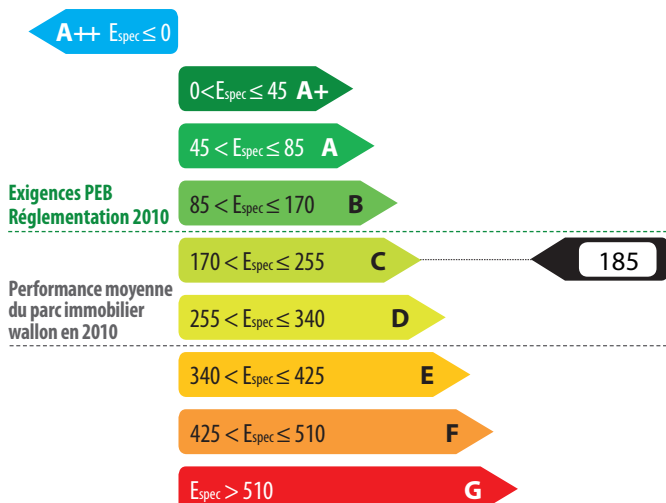 A++ Espec ≤ 0
0 < Espec ≤ 45 A+
45 < Espec ≤ 85 A
Exigences PEB
Réglementation 2010
85 < Espec ≤ 170 B
170 < Espec ≤ 255 C
185
Performance moyenne
du parc immobilier
wallon en 2010
255 < Espec ≤ 340 D
340 < Espec ≤ 425 E
425 < Espec ≤ 510 F
Espec > 510 G